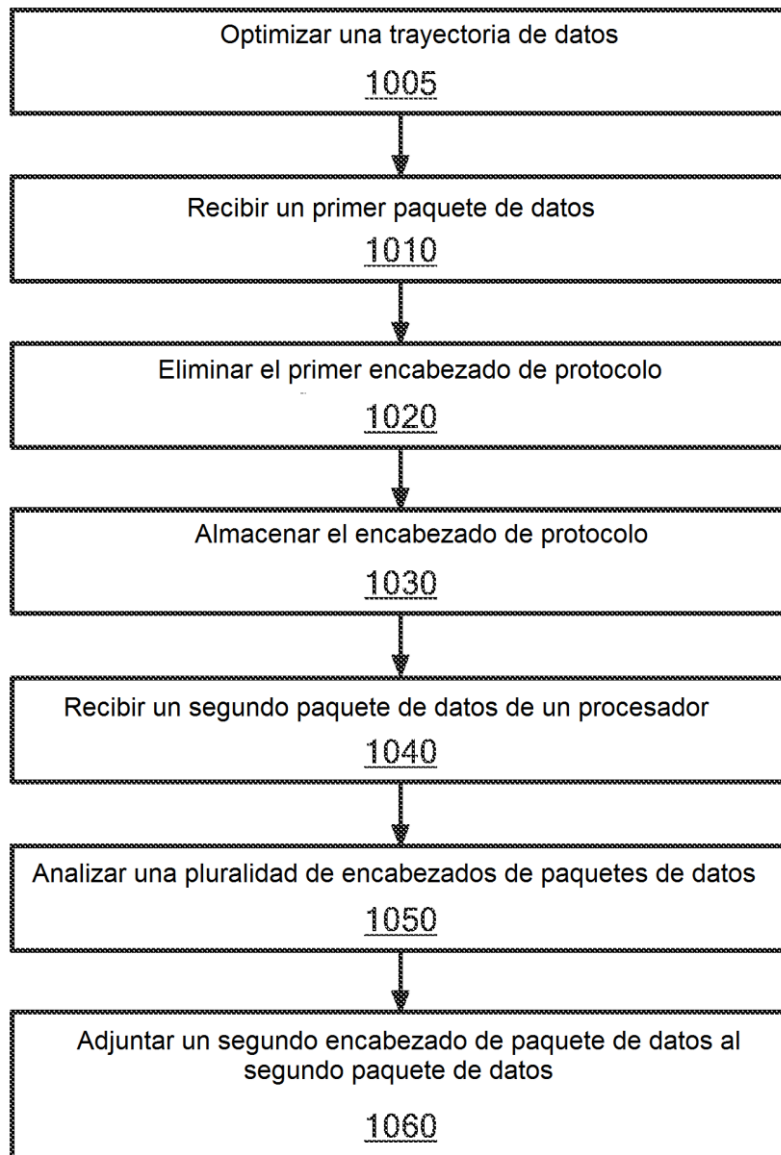 Optimizar una trayectoria de datos
1005
Recibir un primer paquete de datos
1010
Eliminar el primer encabezado de protocolo
1020
Almacenar el encabezado de protocolo
1030
Recibir un segundo paquete de datos de un procesador
1040
Analizar una pluralidad de encabezados de paquetes de datos
1050
Adjuntar un segundo encabezado de paquete de datos al
segundo paquete de datos
1060